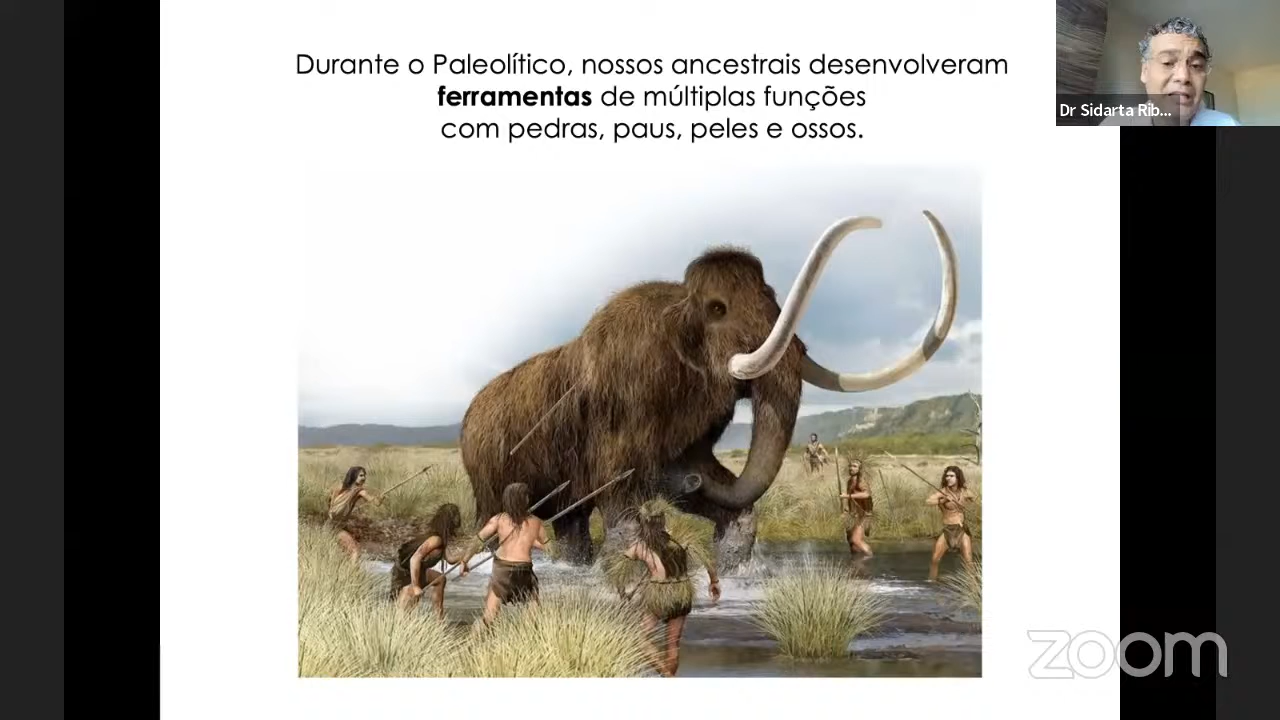 Durante o Paleolítico, nossos ancestrais desenvolveram
ferramentas de múltiplas funções
com pedras, paus, peles e ossos.
Dr Sidarta Rib...
zoom